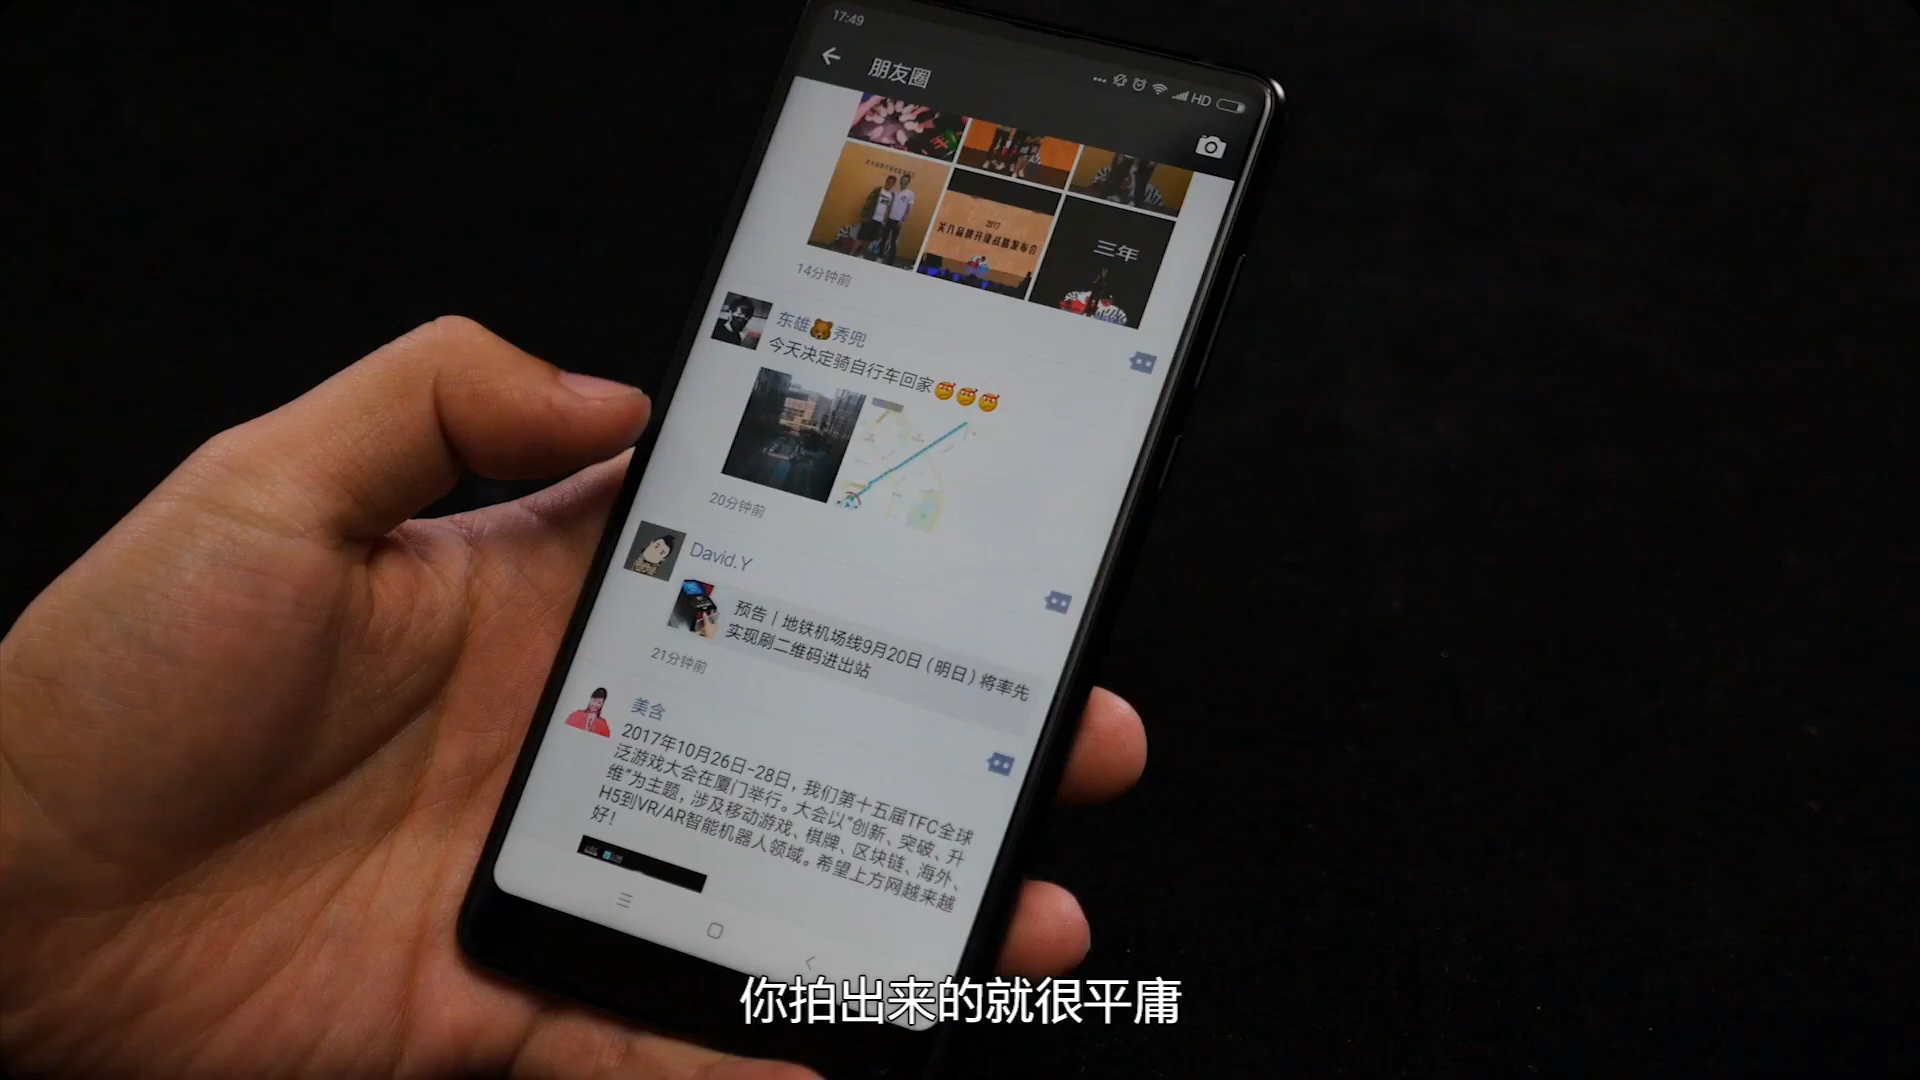 17:49
朋友圈
HD
2017
三年
14分钟前
东雄🐻秀兜
今天决定骑自行车回家
20分钟前
David.Y
预告｜地铁机场线9月20日（明日）将率先
实现刷二维码进出站
21分钟前
美含
2017年10月26日-28日，我们第十五届TFC全球
泛游戏大会在厦门举行。大会以“创新、突破、升
维”为主题，涉及移动游戏、棋牌、区块链、海外、
H5到VR/AR智能机器人领域。希望上方网越来越
好！
你拍出来的就很平庸